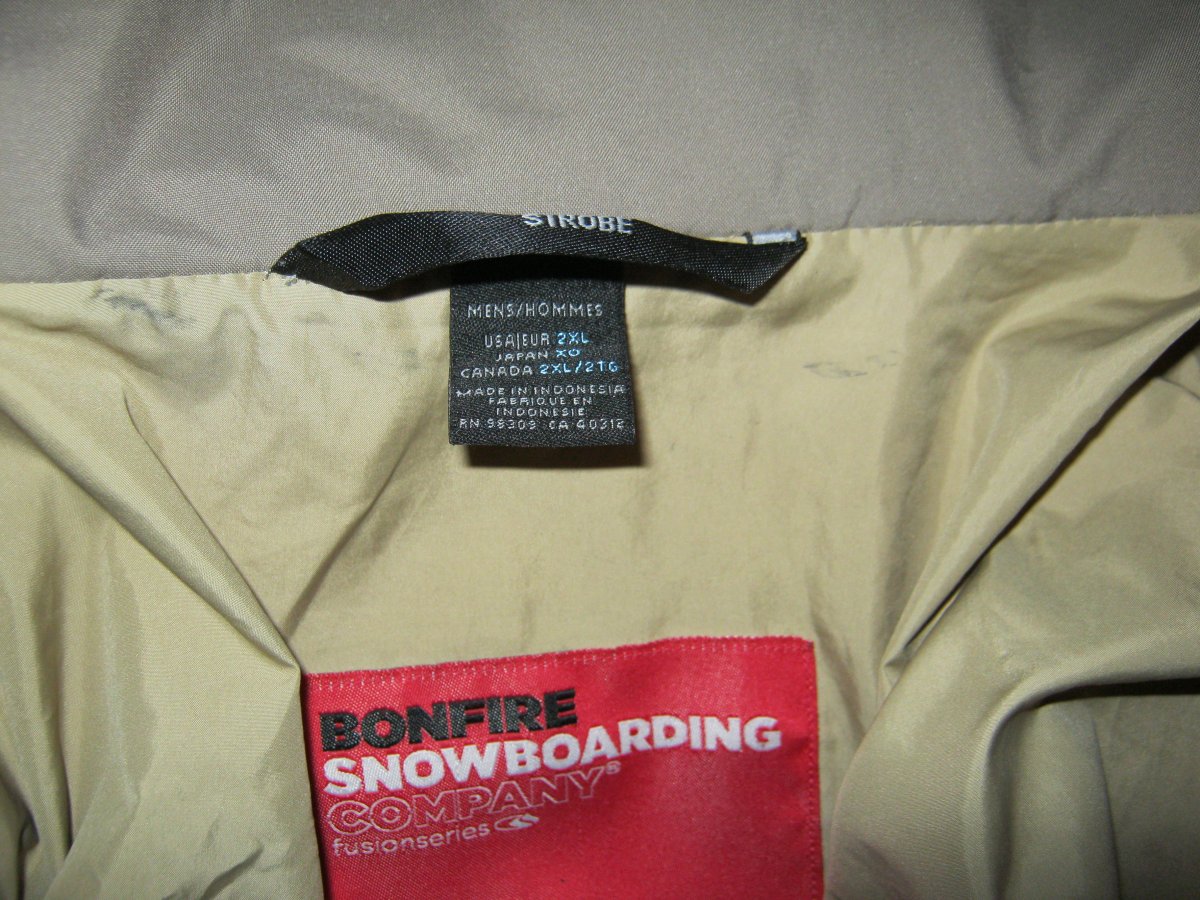 STROBE
MENS/HOMMES
USA|EUR 2XL
JAPAN XO
CANADA 2XL/2TG
MADE IN INDONESIA
FABRIQUE EN
INDONESIE
RN 98309 CA 40312
BONFIRE
SNOWBOARDING
COMPANY®
fusionseries